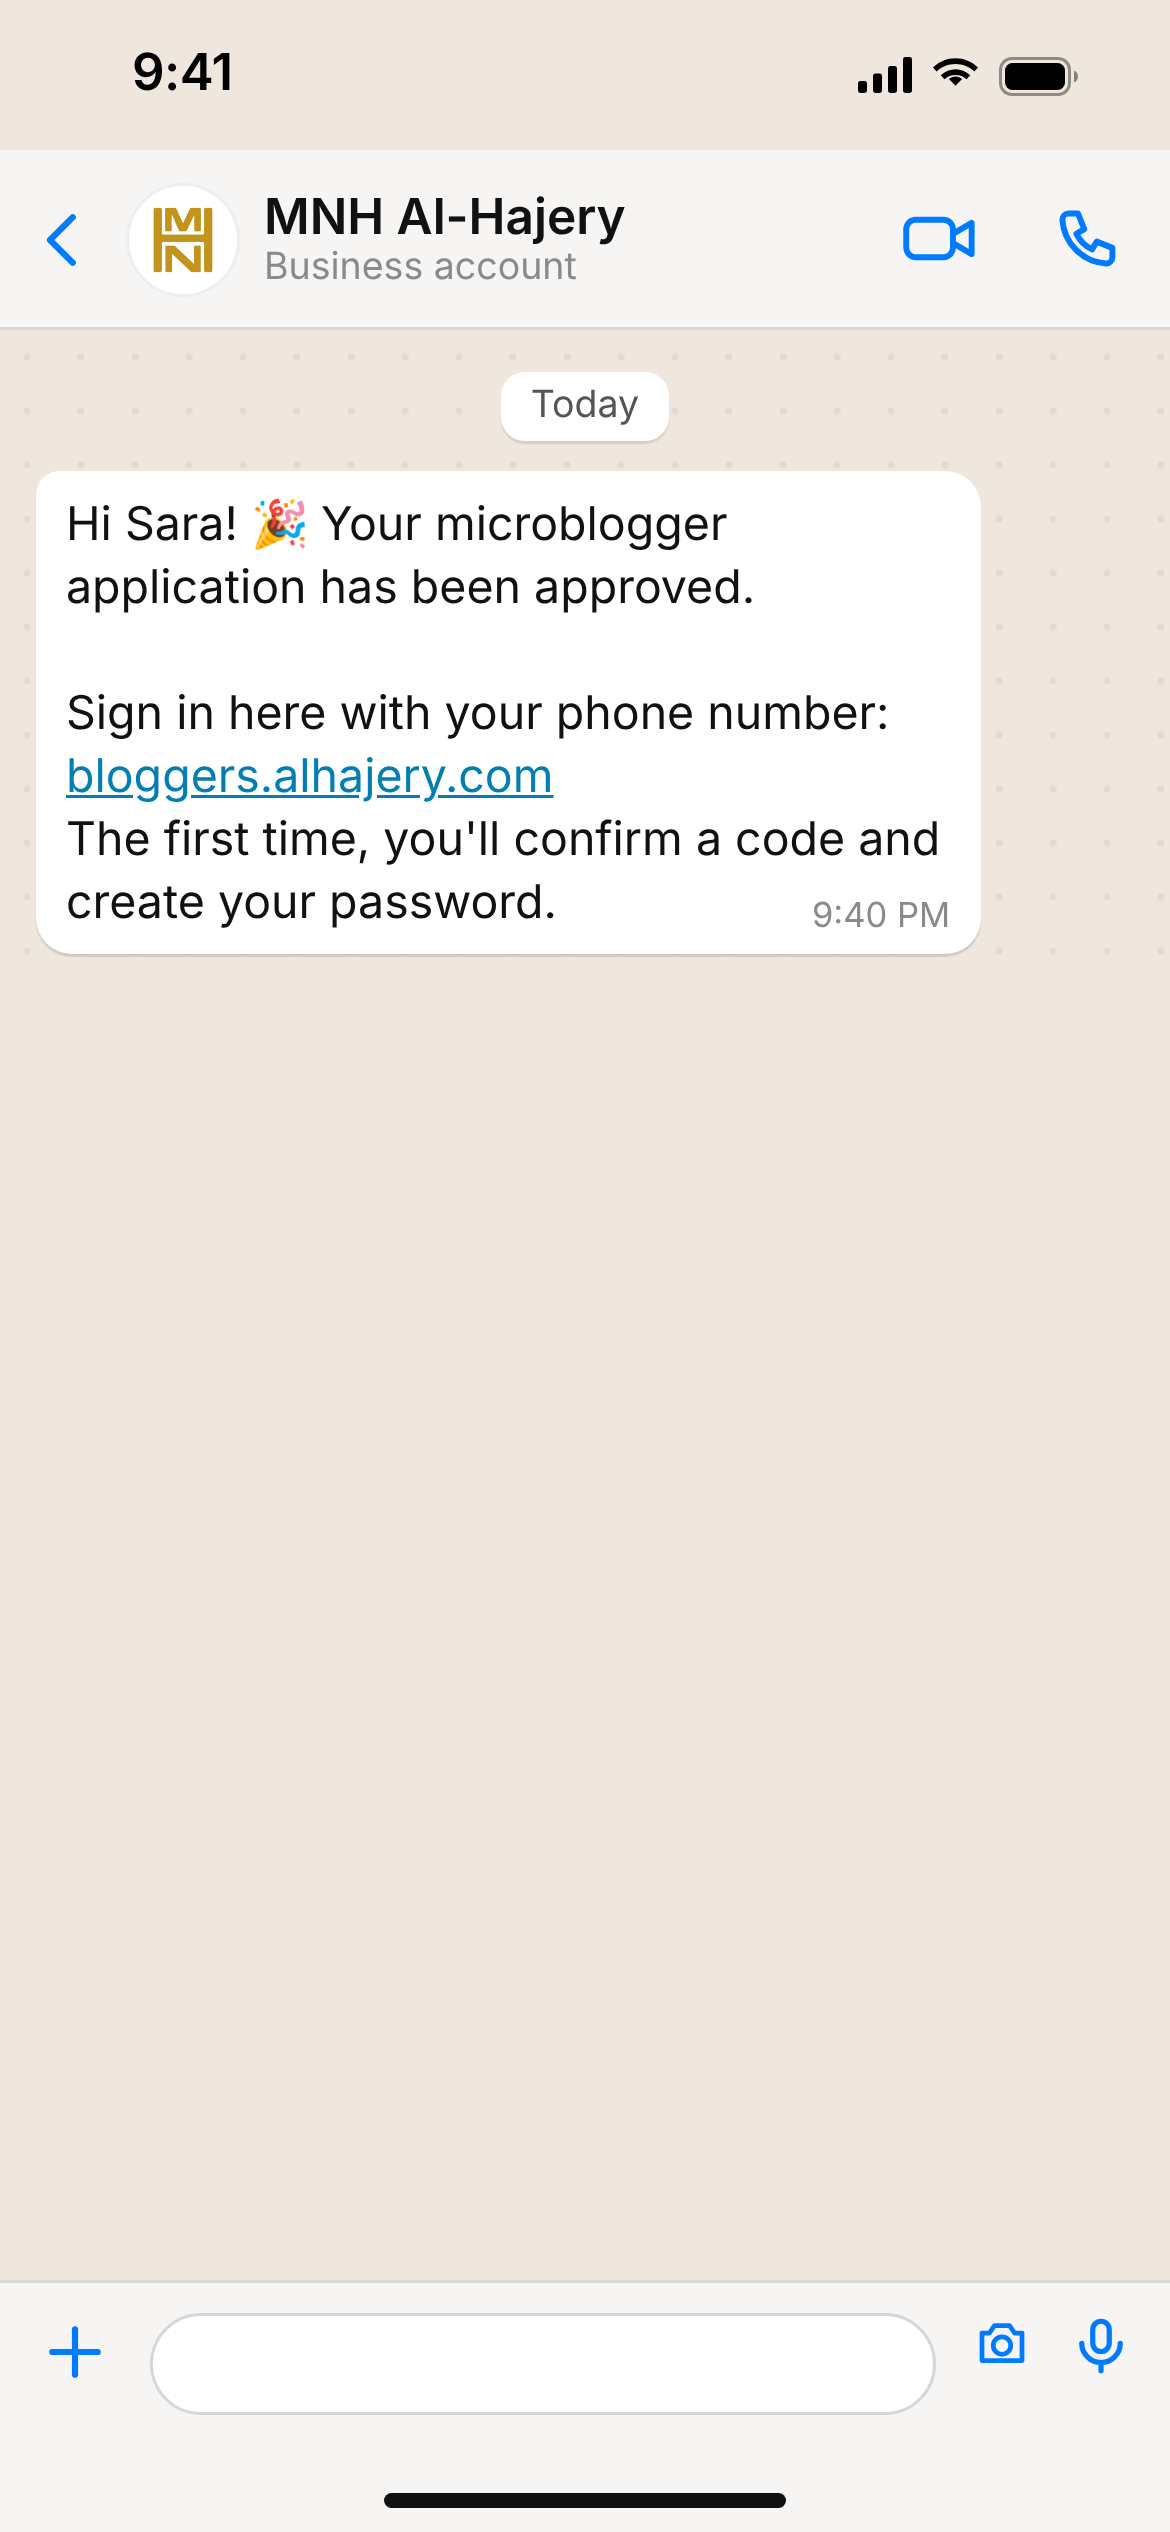 9:41
MNH
MNH Al-Hajery
Business account
Today
Hi Sara! 🎉 Your microblogger
application has been approved.
Sign in here with your phone number:
bloggers.alhajery.com
The first time, you'll confirm a code and
create your password.
9:40 PM